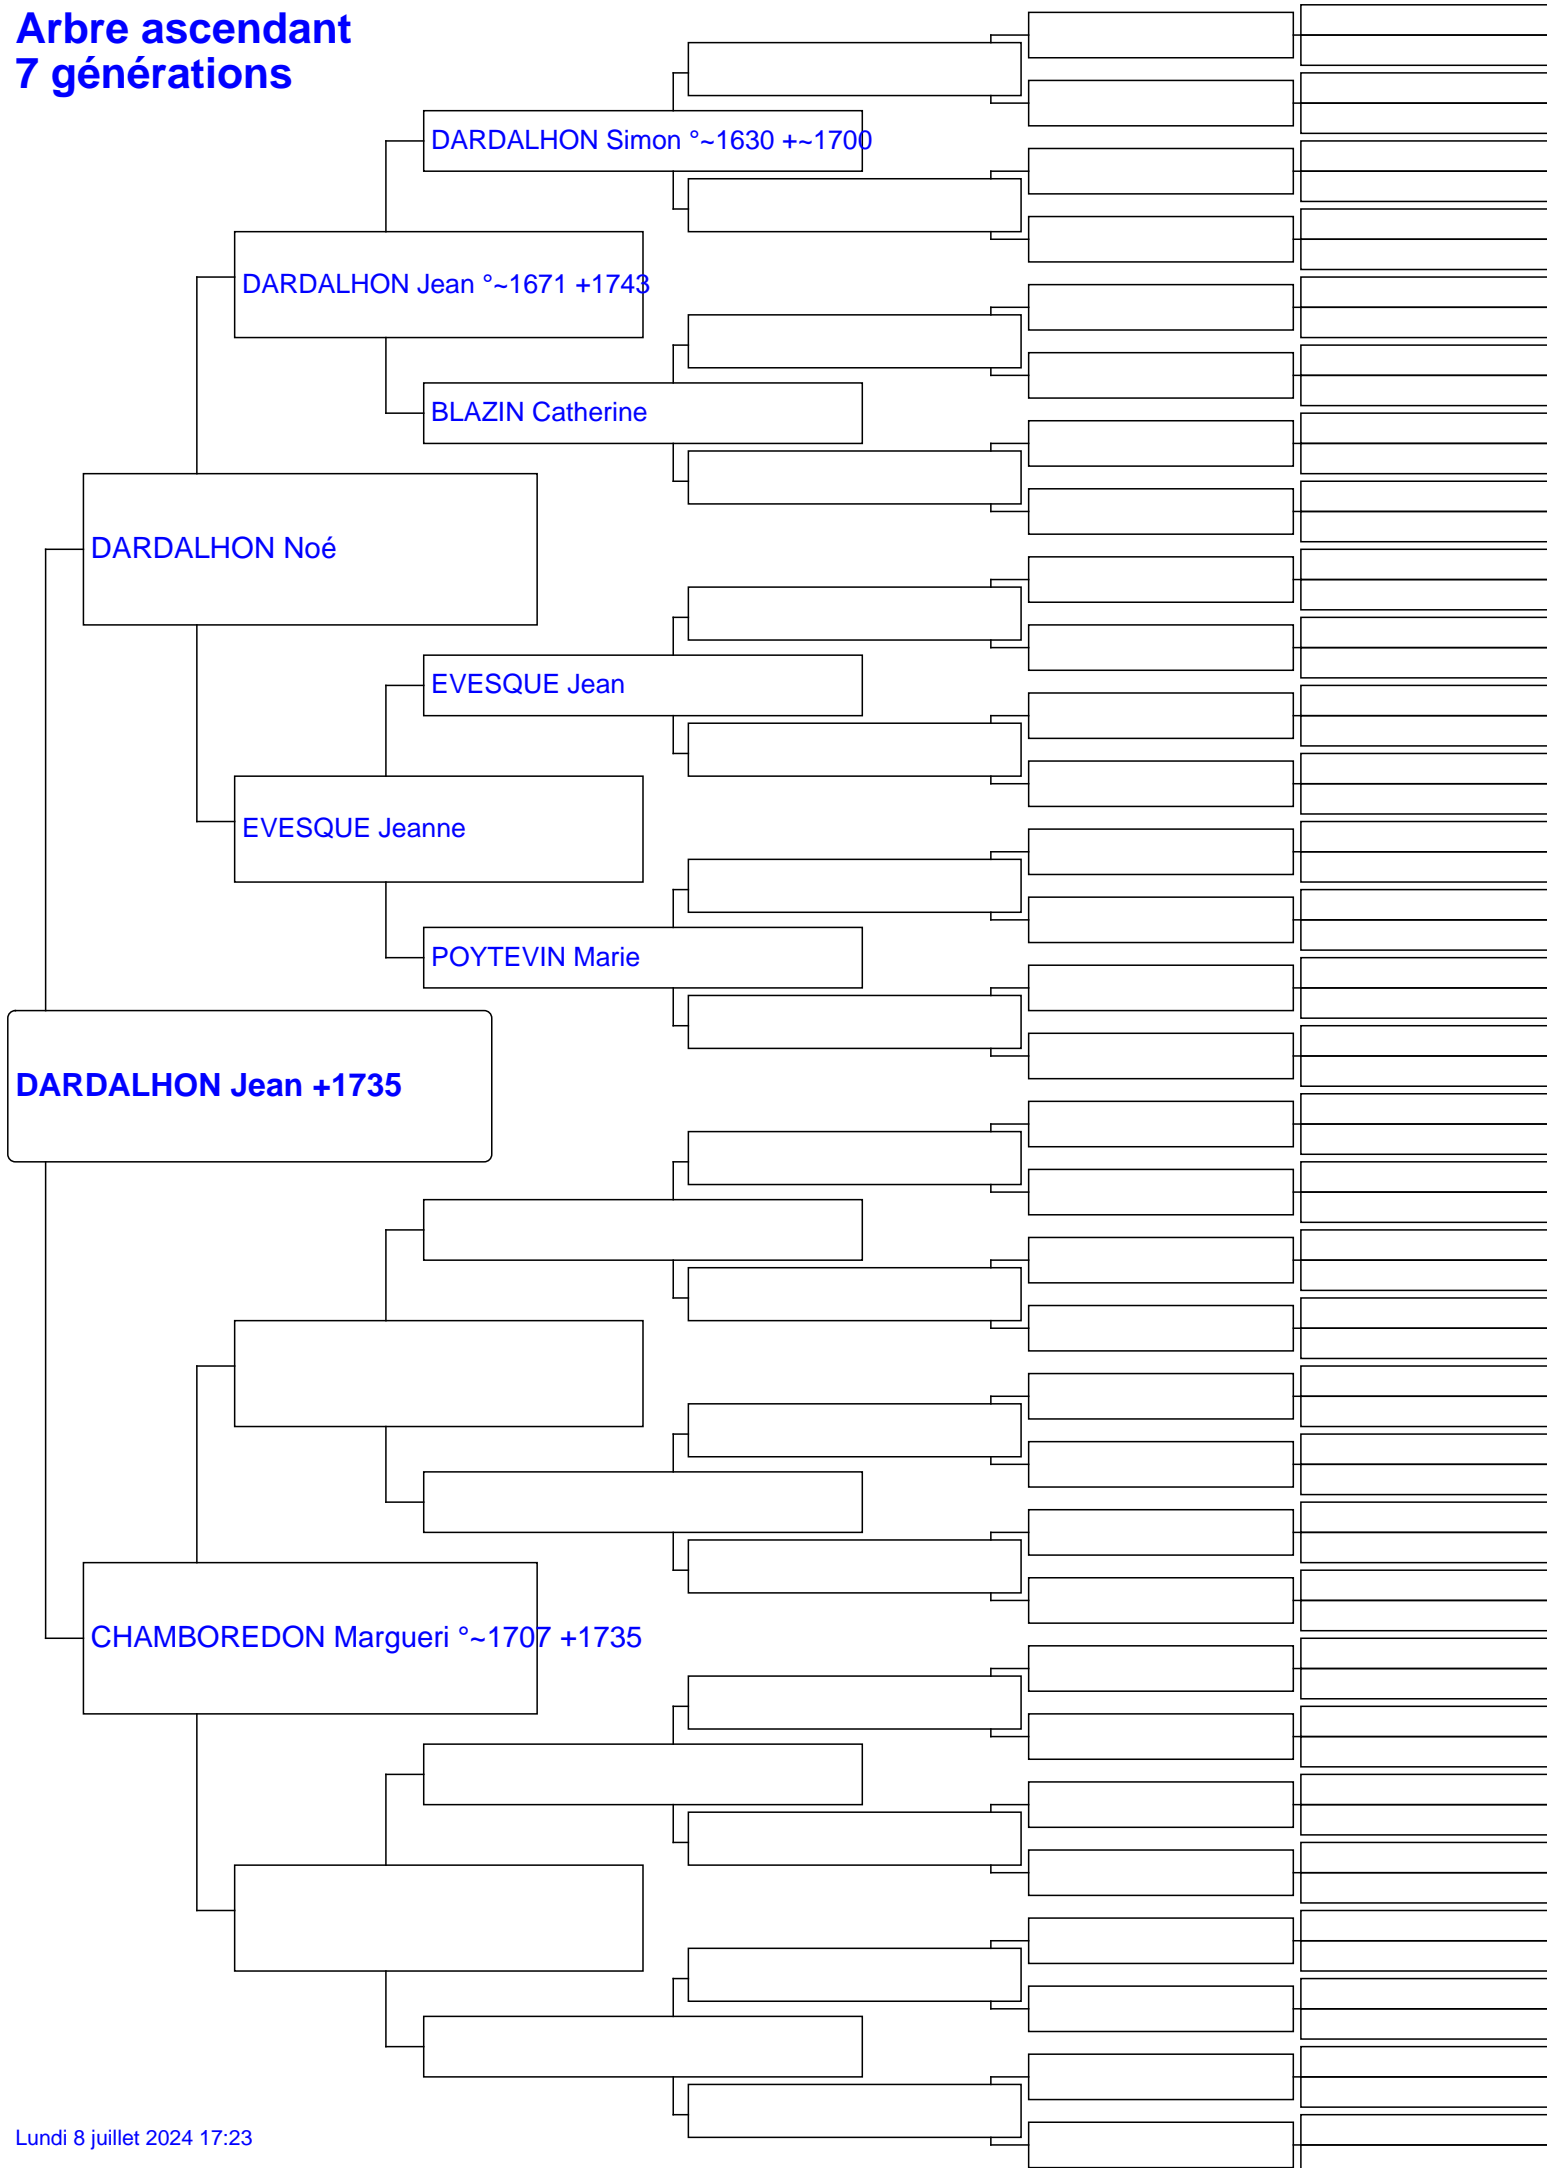 Arbre ascendant
7 générations
DARDALHON Simon °~1630 +~1700
DARDALHON Jean °~1671 +1743
BLAZIN Catherine
DARDALHON Noé
EVESQUE Jean
EVESQUE Jeanne
POYTEVIN Marie
DARDALHON Jean +1735
CHAMBOREDON Margueri °~1707 +1735
Lundi 8 juillet 2024 17:23